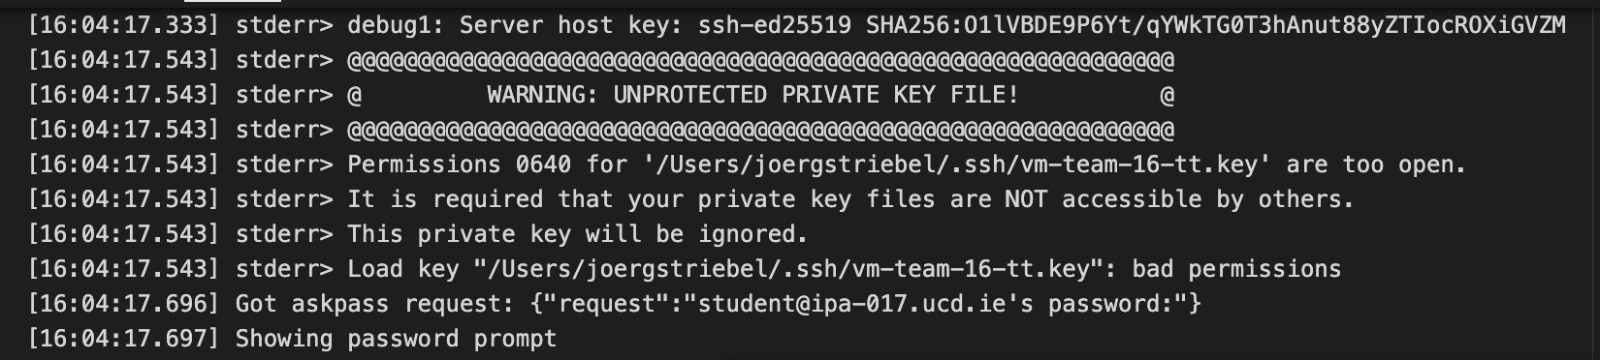 [16:04:17.333] stderr> debug1: Server host key: ssh-ed25519 SHA256:O1lVBDE9P6Yt/qYWkTG0T3hAnut88yZTIocROXiGVZM
[16:04:17.543] stderr> @@@@@@@@@@@@@@@@@@@@@@@@@@@@@@@@@@@@@@@@@@@@@@@@@@@@@@@@@@@
[16:04:17.543] stderr> @         WARNING: UNPROTECTED PRIVATE KEY FILE!          @
[16:04:17.543] stderr> @@@@@@@@@@@@@@@@@@@@@@@@@@@@@@@@@@@@@@@@@@@@@@@@@@@@@@@@@@@
[16:04:17.543] stderr> Permissions 0640 for '/Users/joergstriebel/.ssh/vm-team-16-tt.key' are too open.
[16:04:17.543] stderr> It is required that your private key files are NOT accessible by others.
[16:04:17.543] stderr> This private key will be ignored.
[16:04:17.543] stderr> Load key "/Users/joergstriebel/.ssh/vm-team-16-tt.key": bad permissions
[16:04:17.696] Got askpass request: {"request":"student@ipa-017.ucd.ie's password:"}
[16:04:17.697] Showing password prompt